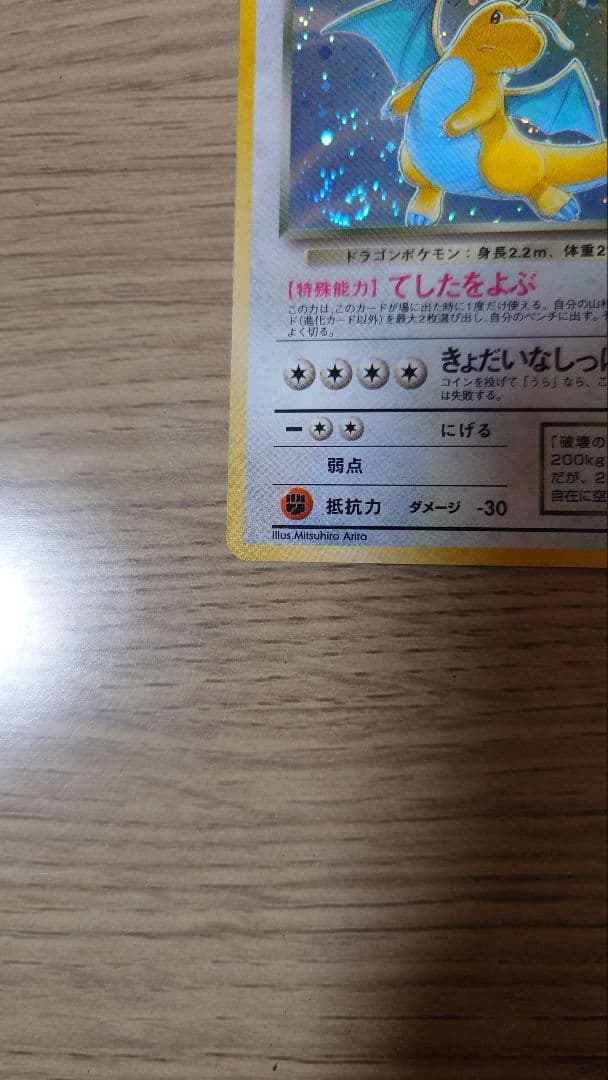 ドラゴンポケモン：身長2.2m、体重2
【特殊能力】てしたをよぶ
この力は、このカードが場に出た時に1度だけ使える。自分の山
ド（進化カード以外）を最大2枚選び出し、自分のベンチに出す。そ
よく切る。
きょだいなしっ
コインを投げて「うら」なら、こ
は失敗する。
にげる
弱点
抵抗力 ダメージ -30
Illus. Mitsuhiro Arita
「破壊の
200kg
だが、2
自在に空